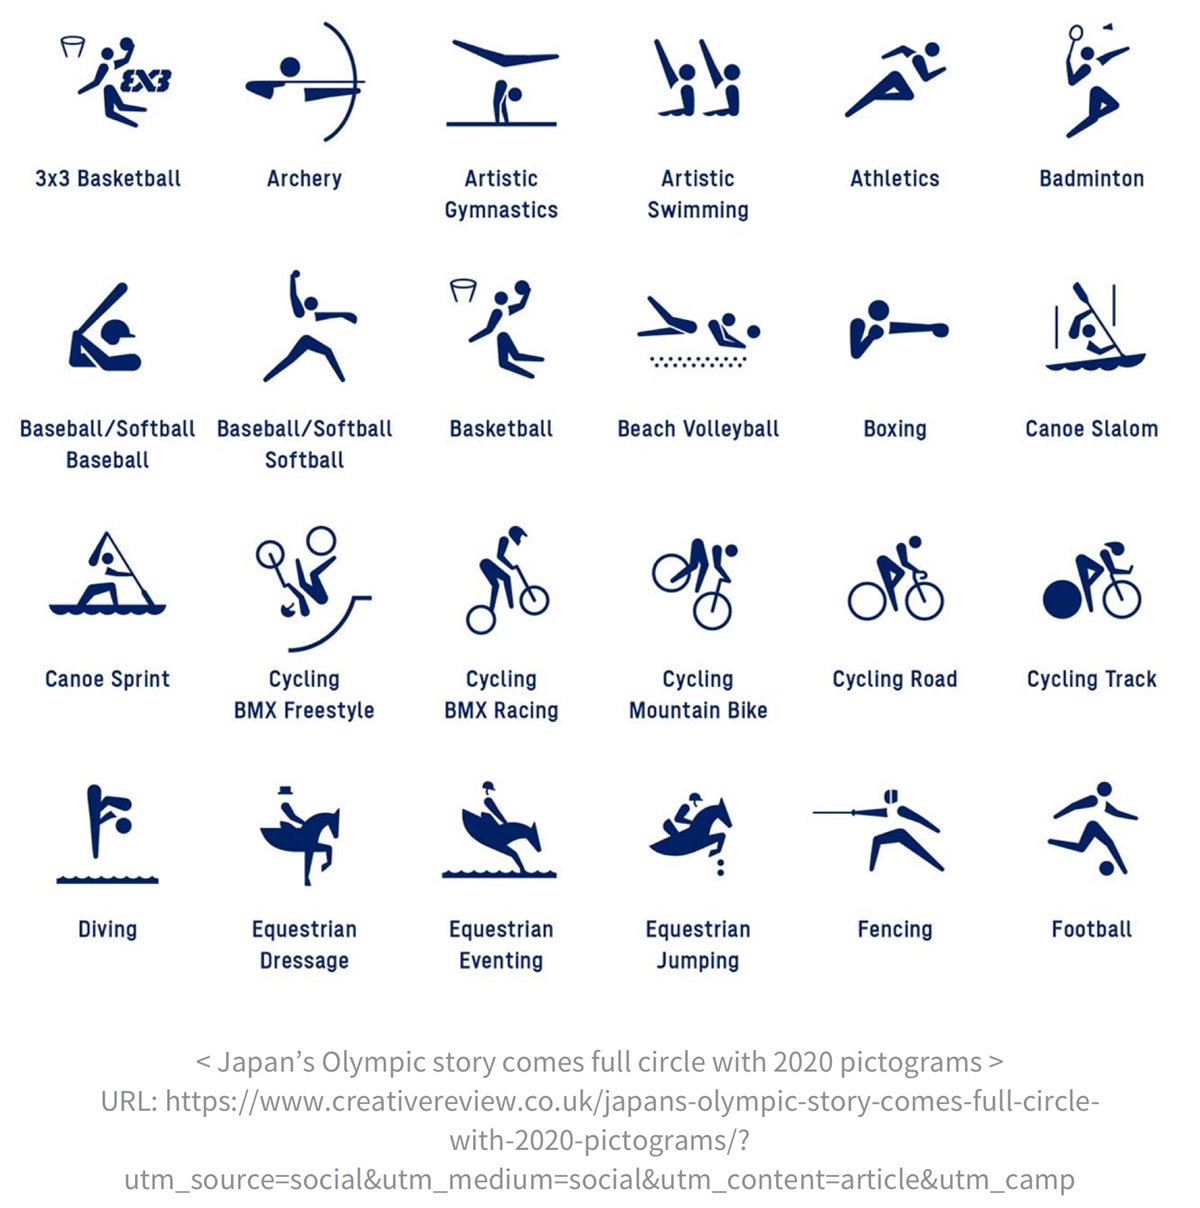 3X3
3x3 Basketball
Archery
Artistic
Gymnastics
Artistic
Swimming
Athletics
Badminton
Baseball/Softball
Baseball
Baseball/Softball
Softball
Basketball
Beach Volleyball
Boxing
Canoe Slalom
Canoe Sprint
Cycling
BMX Freestyle
Cycling
BMX Racing
Cycling
Mountain Bike
Cycling Road
Cycling Track
Diving
Equestrian
Dressage
Equestrian
Eventing
Equestrian
Jumping
Fencing
Football
< Japan’s Olympic story comes full circle with 2020 pictograms >
URL: https://www.creativereview.co.uk/japans-olympic-story-comes-full-circle-
with-2020-pictograms/?
utm_source=social&utm_medium=social&utm_content=article&utm_camp